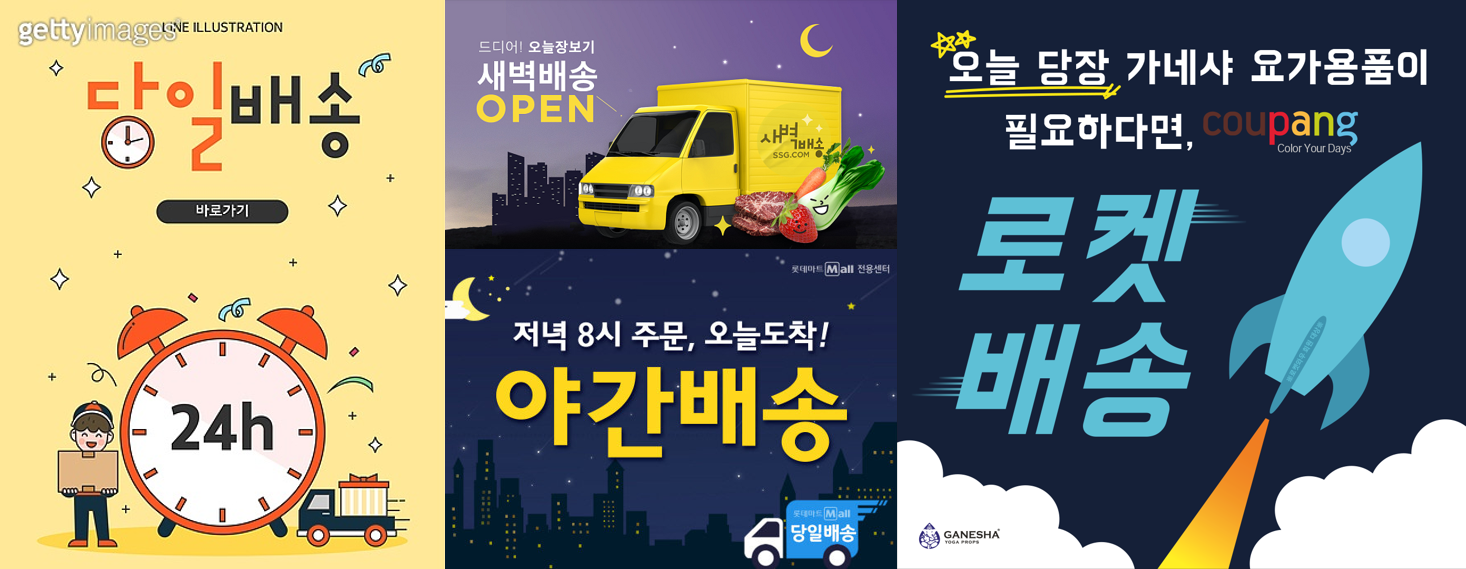 gettyimages
LINE ILLUSTRATION
당일배송
바로가기
24h
드디어! 오늘장보기
새벽배송
OPEN
새벽배송
SSG.COM
롯데마트 Mall 전용센터
저녁 8시 주문, 오늘도착!
야간배송
롯데마트 Mall
당일배송
오늘 당장 가네샤 요가용품이
필요하다면, coupang
Color Your Days
로켓
배송
GANESHA
YOGA PROPS